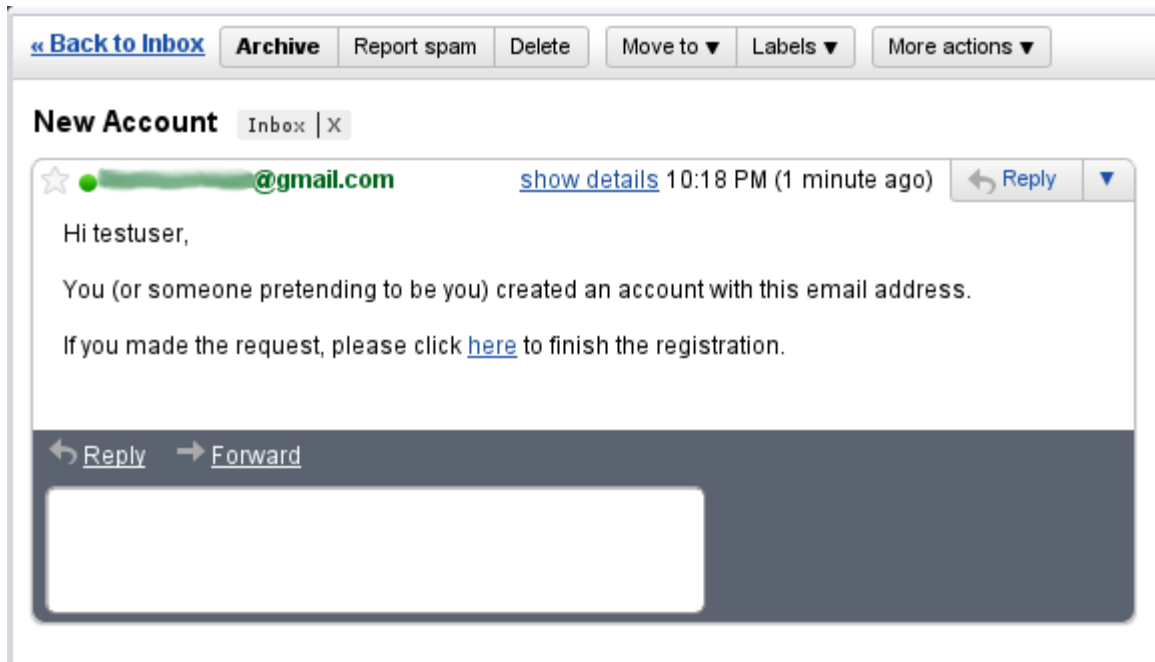 « Back to Inbox Archive Report spam Delete Move to ▼ Labels ▼ More actions ▼
New Account Inbox | X
@gmail.com show details 10:18 PM (1 minute ago) Reply ▼
Hi testuser,
You (or someone pretending to be you) created an account with this email address.
If you made the request, please click here to finish the registration.
Reply Forward